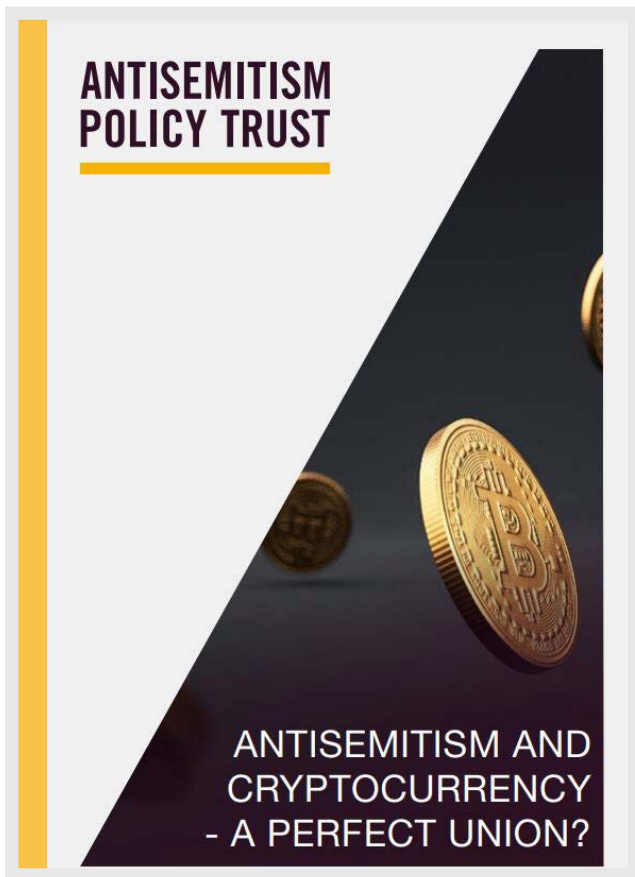 ANTISEMITISM
POLICY TRUST
ANTISEMITISM AND
CRYPTOCURRENCY
- A PERFECT UNION?